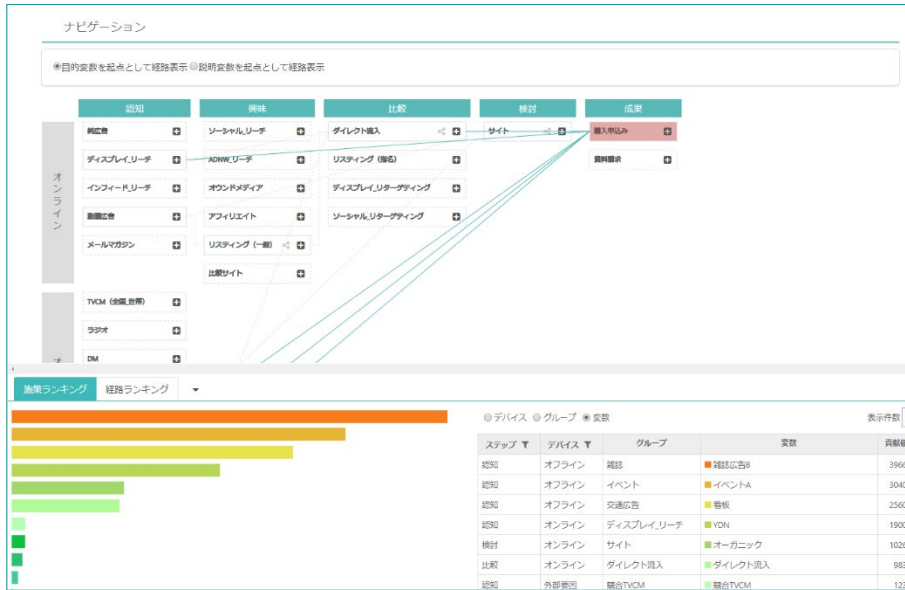 ナビゲーション
目的変数を起点として経路表示 説明変数を起点として経路表示
認知 興味 比較 検討 成果
オンライン
純広告 ソーシャル_リーチ ダイレクト流入 サイト 購入申込み
ディスプレイ_リーチ ADNW_リーチ リスティング（指名） 資料請求
インフィード_リーチ オウンドメディア ディスプレイ_リターゲティング
動画広告 アフィリエイト ソーシャル_リターゲティング
メールマガジン リスティング（一般）
比較サイト
TVCM（全国_世帯）
ラジオ
オ DM
施策ランキング 経路ランキング
デバイス グループ 変数 表示件数
ステップ デバイス グループ 変数 貢献値
認知 オフライン 雑誌 雑誌広告B 3966
認知 オフライン イベント イベントA 3040
認知 オフライン 交通広告 看板 2560
認知 オンライン ディスプレイ_リーチ YDN 1900
検討 オンライン サイト オーガニック 1026
比較 オンライン ダイレクト流入 ダイレクト流入 983
認知 外部要因 競合TVCM 競合TVCM 123